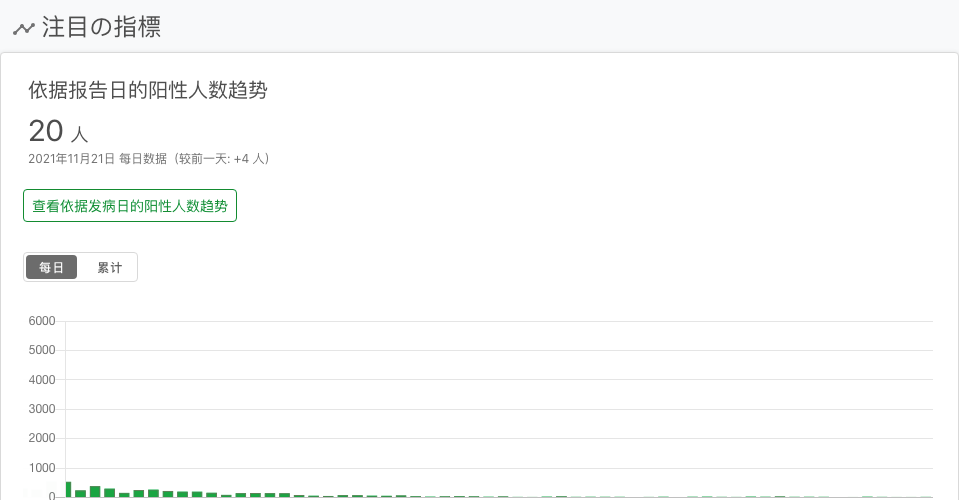 注目の指標
依据报告日的阳性人数趋势
20 人
2021年11月21日 每日数据（较前一天: +4 人）
查看依据发病日的阳性人数趋势
每日 累计
6000
5000
4000
3000
2000
1000
0